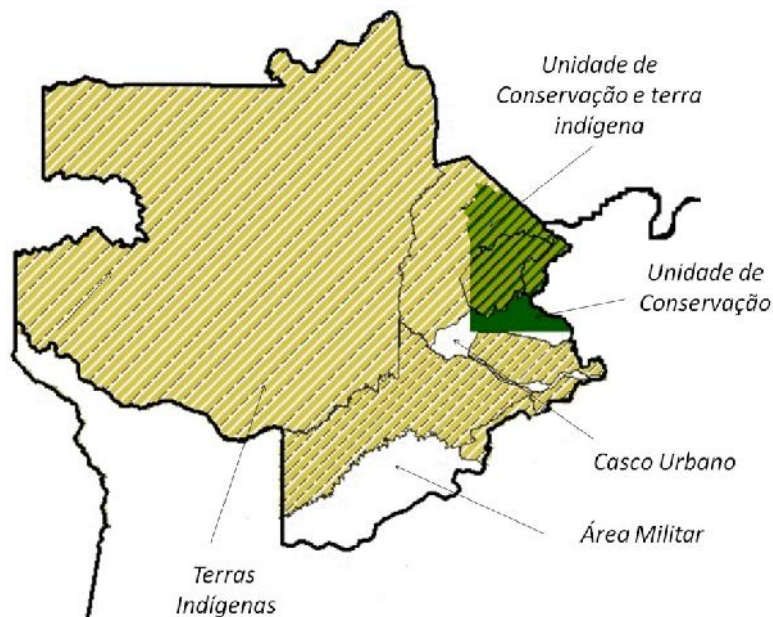 Unidade de
Conservação e terra
indígena
Unidade de
Conservação
Casco Urbano
Área Militar
Terras
Indígenas